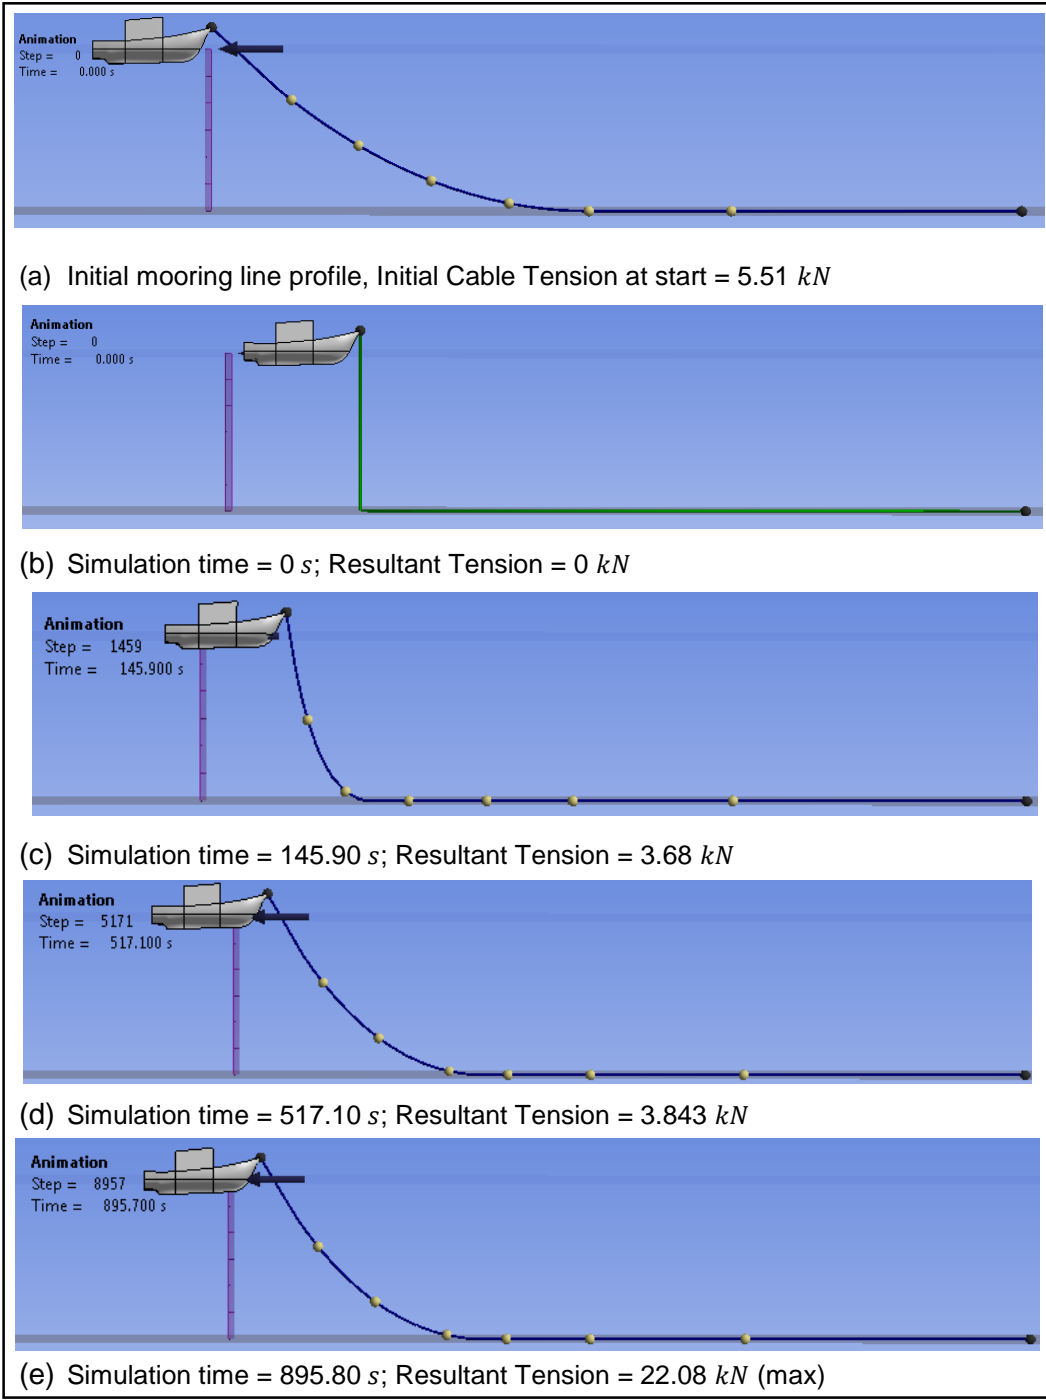 Animation
Step = 0
Time = 0.000 s
(a) Initial mooring line profile, Initial Cable Tension at start = 5.51 kN
Animation
Step = 0
Time = 0.000 s
(b) Simulation time = 0 s; Resultant Tension = 0 kN
Animation
Step = 1459
Time = 145.900 s
(c) Simulation time = 145.90 s; Resultant Tension = 3.68 kN
Animation
Step = 5171
Time = 517.100 s
(d) Simulation time = 517.10 s; Resultant Tension = 3.843 kN
Animation
Step = 8957
Time = 895.700 s
(e) Simulation time = 895.80 s; Resultant Tension = 22.08 kN (max)